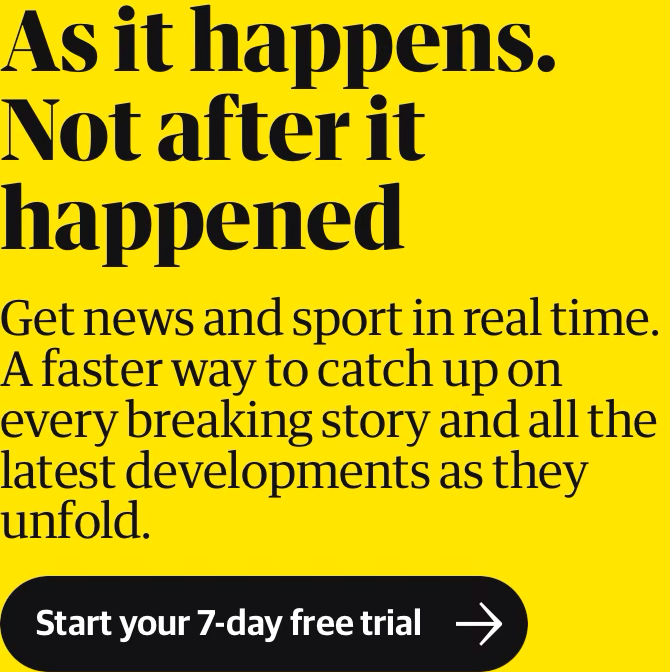 As it happens.
Not after it
happened
Get news and sport in real time.
A faster way to catch up on
every breaking story and all the
latest developments as they
unfold.
Start your 7-day free trial